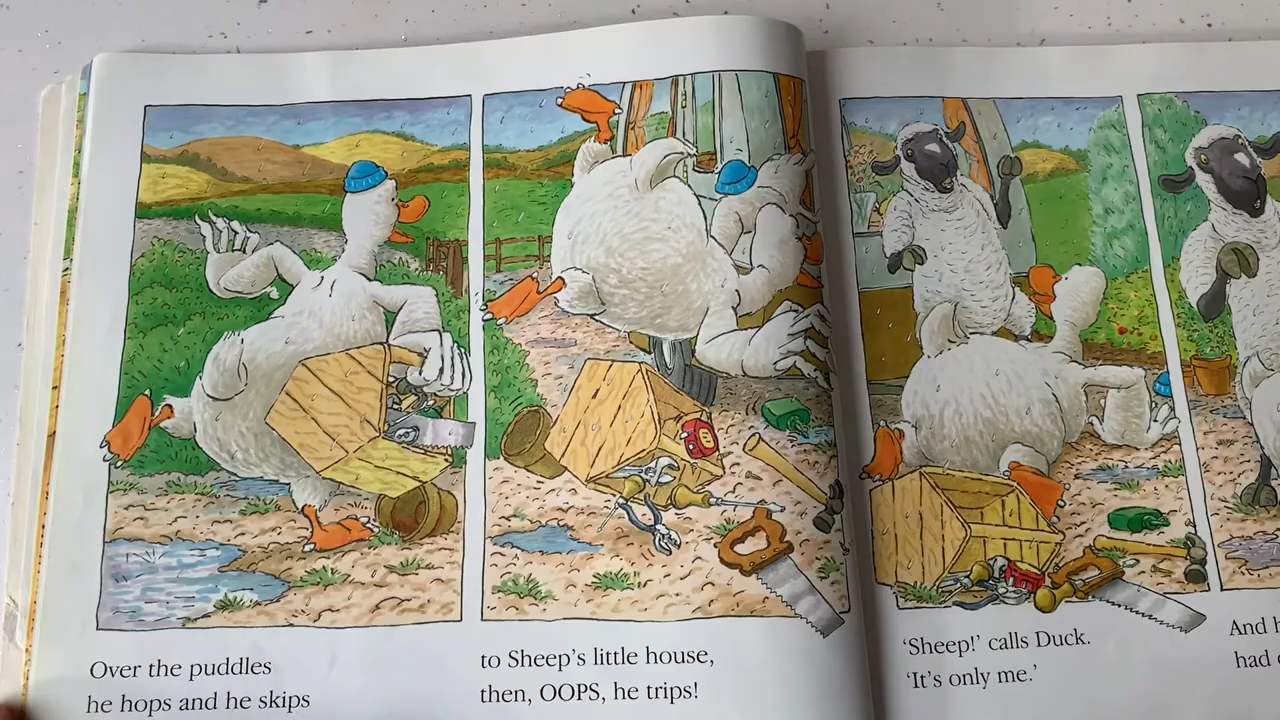 Over the puddles
he hops and he skips
to Sheep's little house,
then, OOPS, he trips!
'Sheep!' calls Duck.
'It's only me.'
And
had